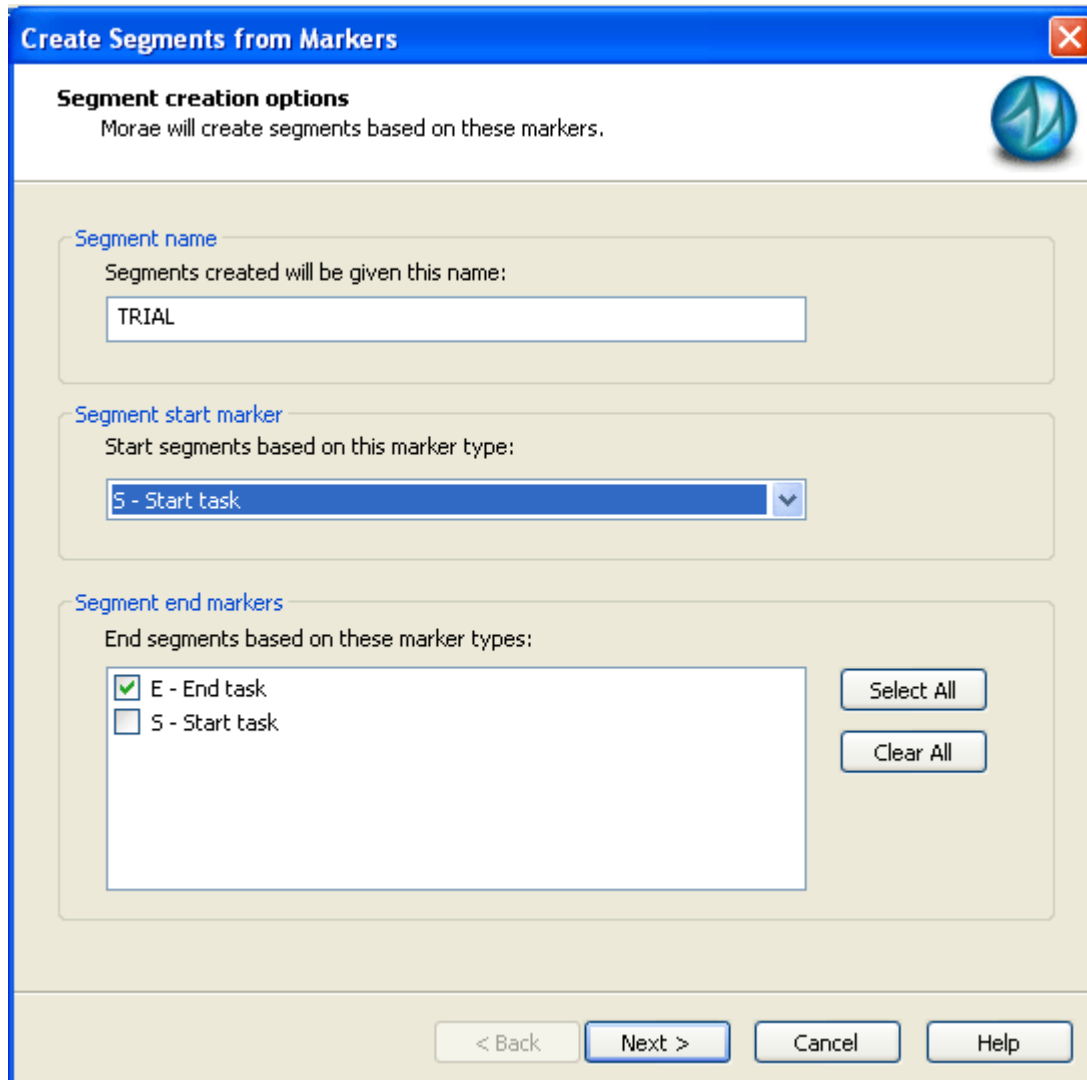 Create Segments from Markers
Segment creation options
Morae will create segments based on these markers.
Segment name
Segments created will be given this name:
TRIAL
Segment start marker
Start segments based on this marker type:
S - Start task
Segment end markers
End segments based on these marker types:
E - End task
S - Start task
Select All
Clear All
< Back
Next >
Cancel
Help